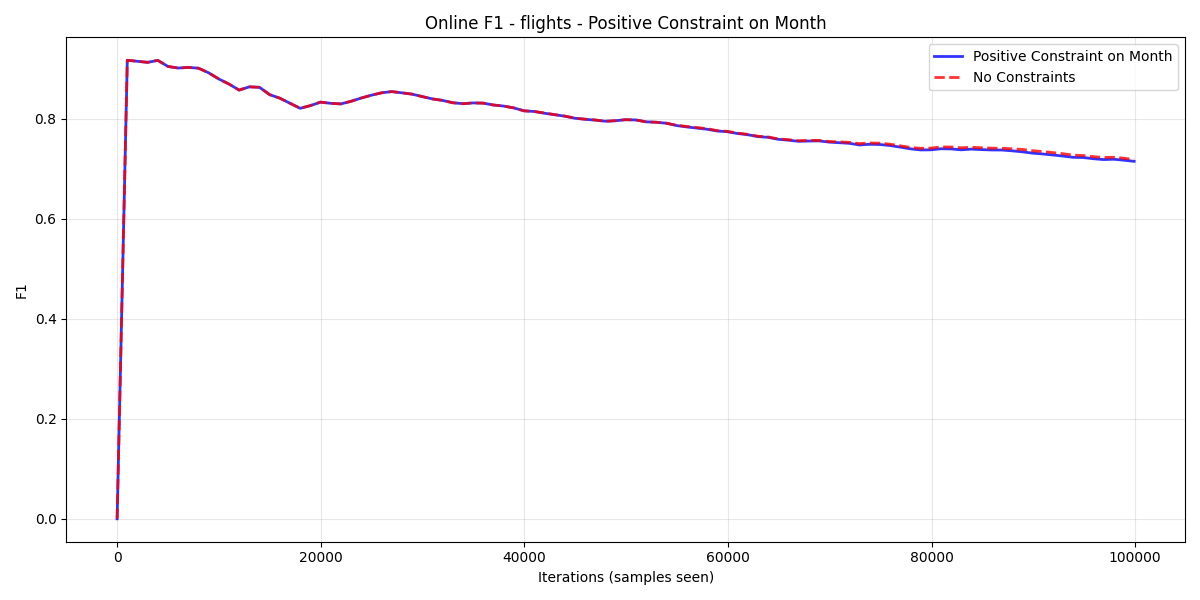 Online F1 - flights - Positive Constraint on Month
Positive Constraint on Month
No Constraints
F1
0.8
0.6
0.4
0.2
0.0
0
20000
40000
60000
80000
100000
Iterations (samples seen)